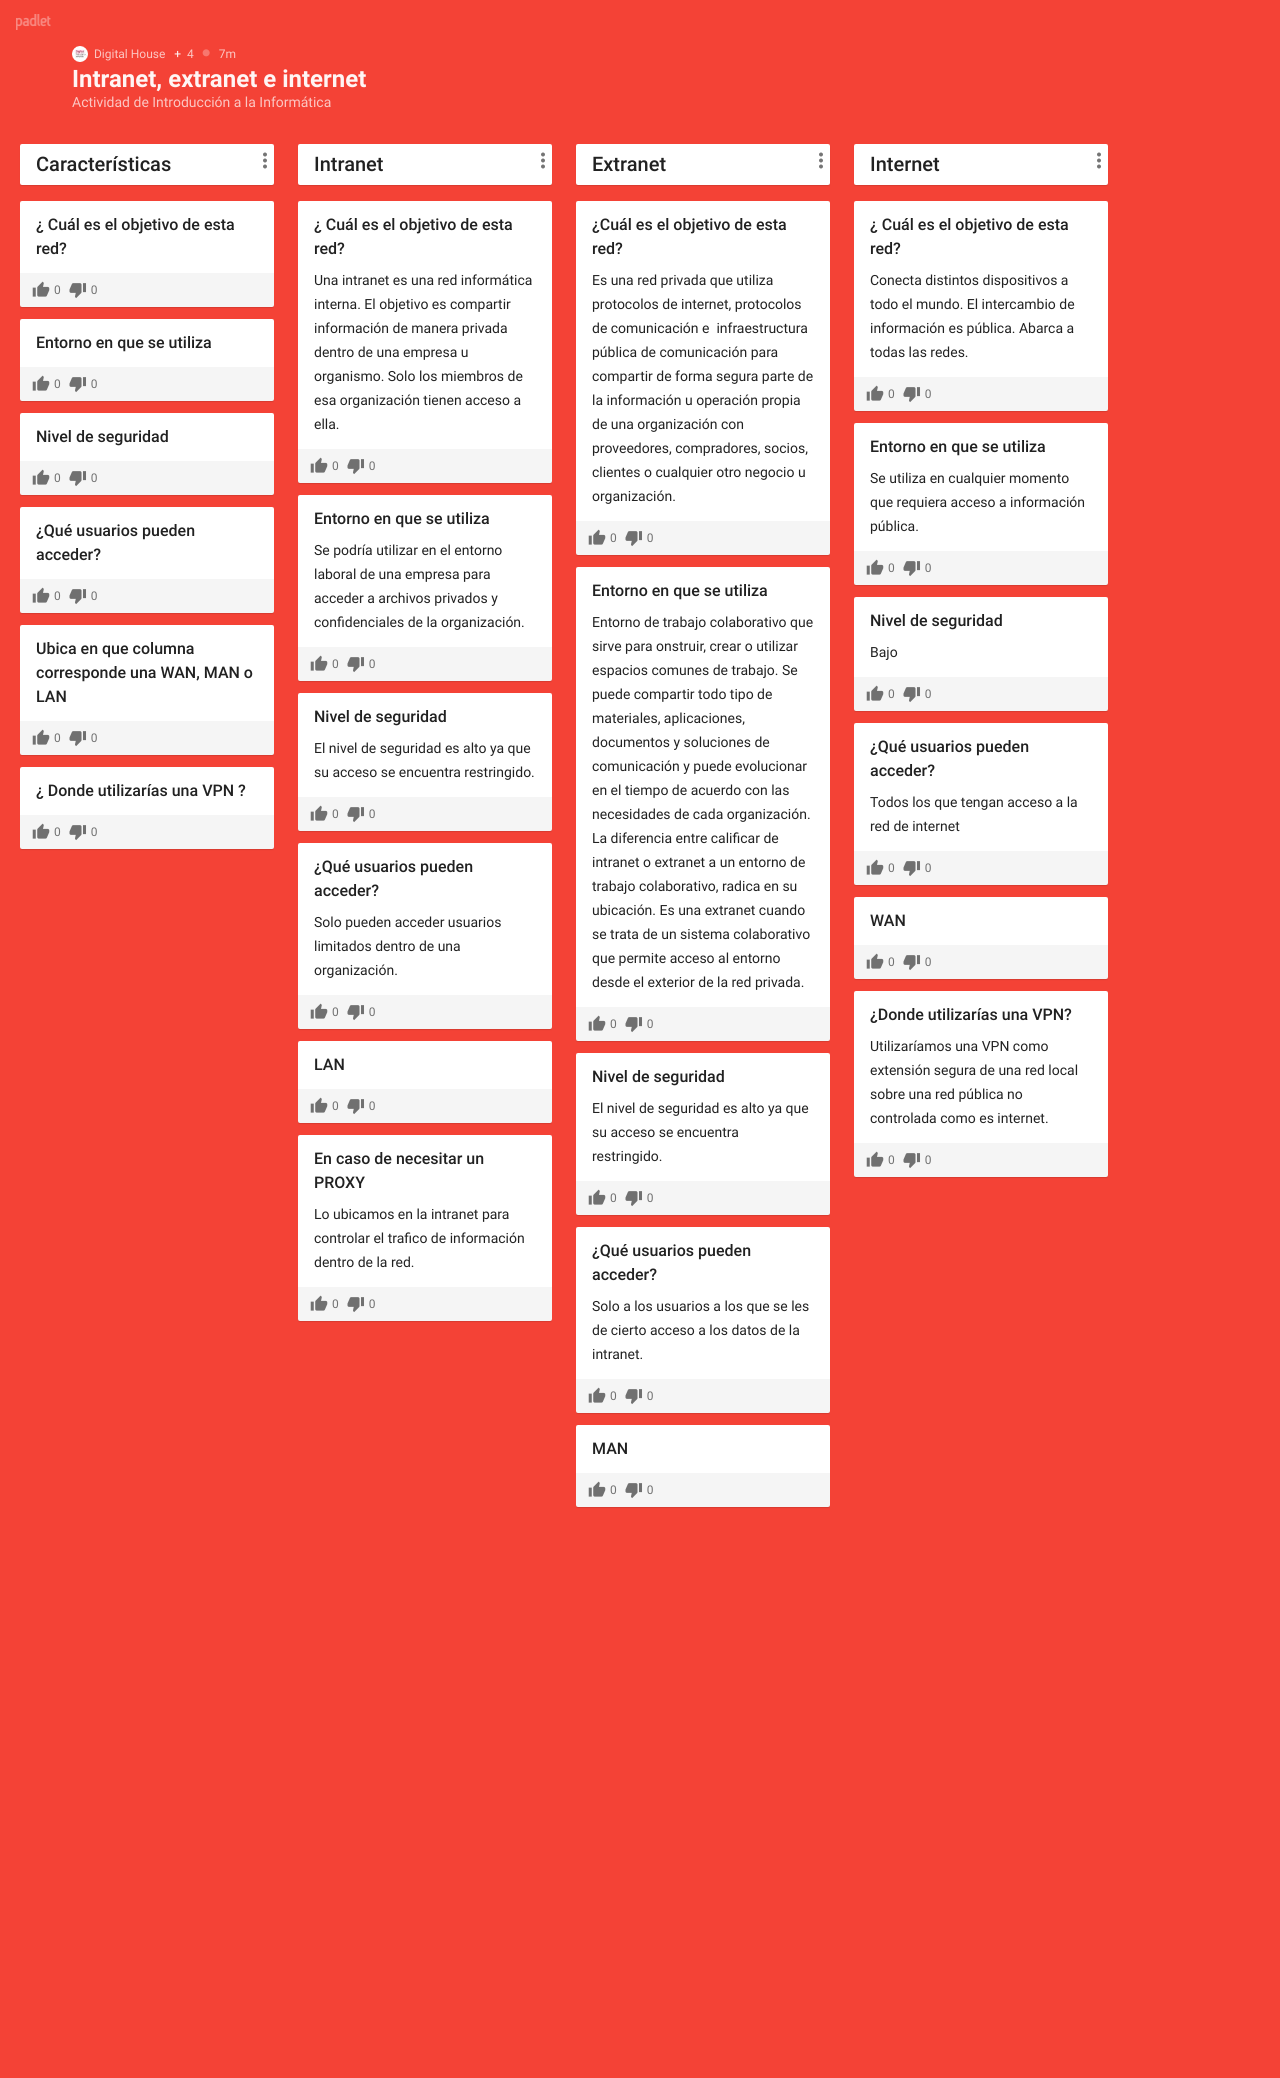 padlet
Digital House + 4 7m
Intranet, extranet e internet
Actividad de Introducción a la Informática
Características
¿ Cuál es el objetivo de esta
red?
0 0
Entorno en que se utiliza
0 0
Nivel de seguridad
0 0
¿Qué usuarios pueden
acceder?
0 0
Ubica en que columna
corresponde una WAN, MAN o
LAN
0 0
¿ Donde utilizarías una VPN ?
0 0
Intranet
¿ Cuál es el objetivo de esta
red?
Una intranet es una red informática
interna. El objetivo es compartir
información de manera privada
dentro de una empresa u
organismo. Solo los miembros de
esa organización tienen acceso a
ella.
0 0
Entorno en que se utiliza
Se podría utilizar en el entorno
laboral de una empresa para
acceder a archivos privados y
confidenciales de la organización.
0 0
Nivel de seguridad
El nivel de seguridad es alto ya que
su acceso se encuentra restringido.
0 0
¿Qué usuarios pueden
acceder?
Solo pueden acceder usuarios
limitados dentro de una
organización.
0 0
LAN
0 0
En caso de necesitar un
PROXY
Lo ubicamos en la intranet para
controlar el trafico de información
dentro de la red.
0 0
Extranet
¿Cuál es el objetivo de esta
red?
Es una red privada que utiliza
protocolos de internet, protocolos
de comunicación e  infraestructura
pública de comunicación para
compartir de forma segura parte de
la información u operación propia
de una organización con
proveedores, compradores, socios,
clientes o cualquier otro negocio u
organización.
0 0
Entorno en que se utiliza
Entorno de trabajo colaborativo que
sirve para onstruir, crear o utilizar
espacios comunes de trabajo. Se
puede compartir todo tipo de
materiales, aplicaciones,
documentos y soluciones de
comunicación y puede evolucionar
en el tiempo de acuerdo con las
necesidades de cada organización.
La diferencia entre calificar de
intranet o extranet a un entorno de
trabajo colaborativo, radica en su
ubicación. Es una extranet cuando
se trata de un sistema colaborativo
que permite acceso al entorno
desde el exterior de la red privada.
0 0
Nivel de seguridad
El nivel de seguridad es alto ya que
su acceso se encuentra
restringido.
0 0
¿Qué usuarios pueden
acceder?
Solo a los usuarios a los que se les
de cierto acceso a los datos de la
intranet.
0 0
MAN
0 0
Internet
¿ Cuál es el objetivo de esta
red?
Conecta distintos dispositivos a
todo el mundo. El intercambio de
información es pública. Abarca a
todas las redes.
0 0
Entorno en que se utiliza
Se utiliza en cualquier momento
que requiera acceso a información
pública.
0 0
Nivel de seguridad
Bajo
0 0
¿Qué usuarios pueden
acceder?
Todos los que tengan acceso a la
red de internet
0 0
WAN
0 0
¿Donde utilizarías una VPN?
Utilizaríamos una VPN como
extensión segura de una red local
sobre una red pública no
controlada como es internet.
0 0